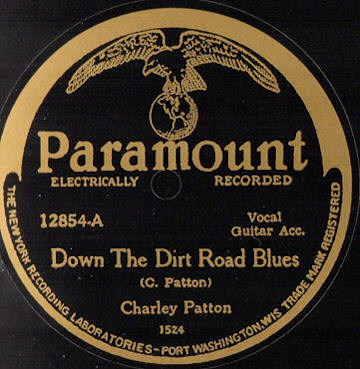 Paramount
ELECTRICALLY RECORDED
12854-A
Vocal
Guitar Acc.
Down The Dirt Road Blues
(C. Patton)
Charley Patton
1524
THE NEW YORK RECORDING LABORATORIES - PORT WASHINGTON, WIS. TRADE MARK REGISTERED